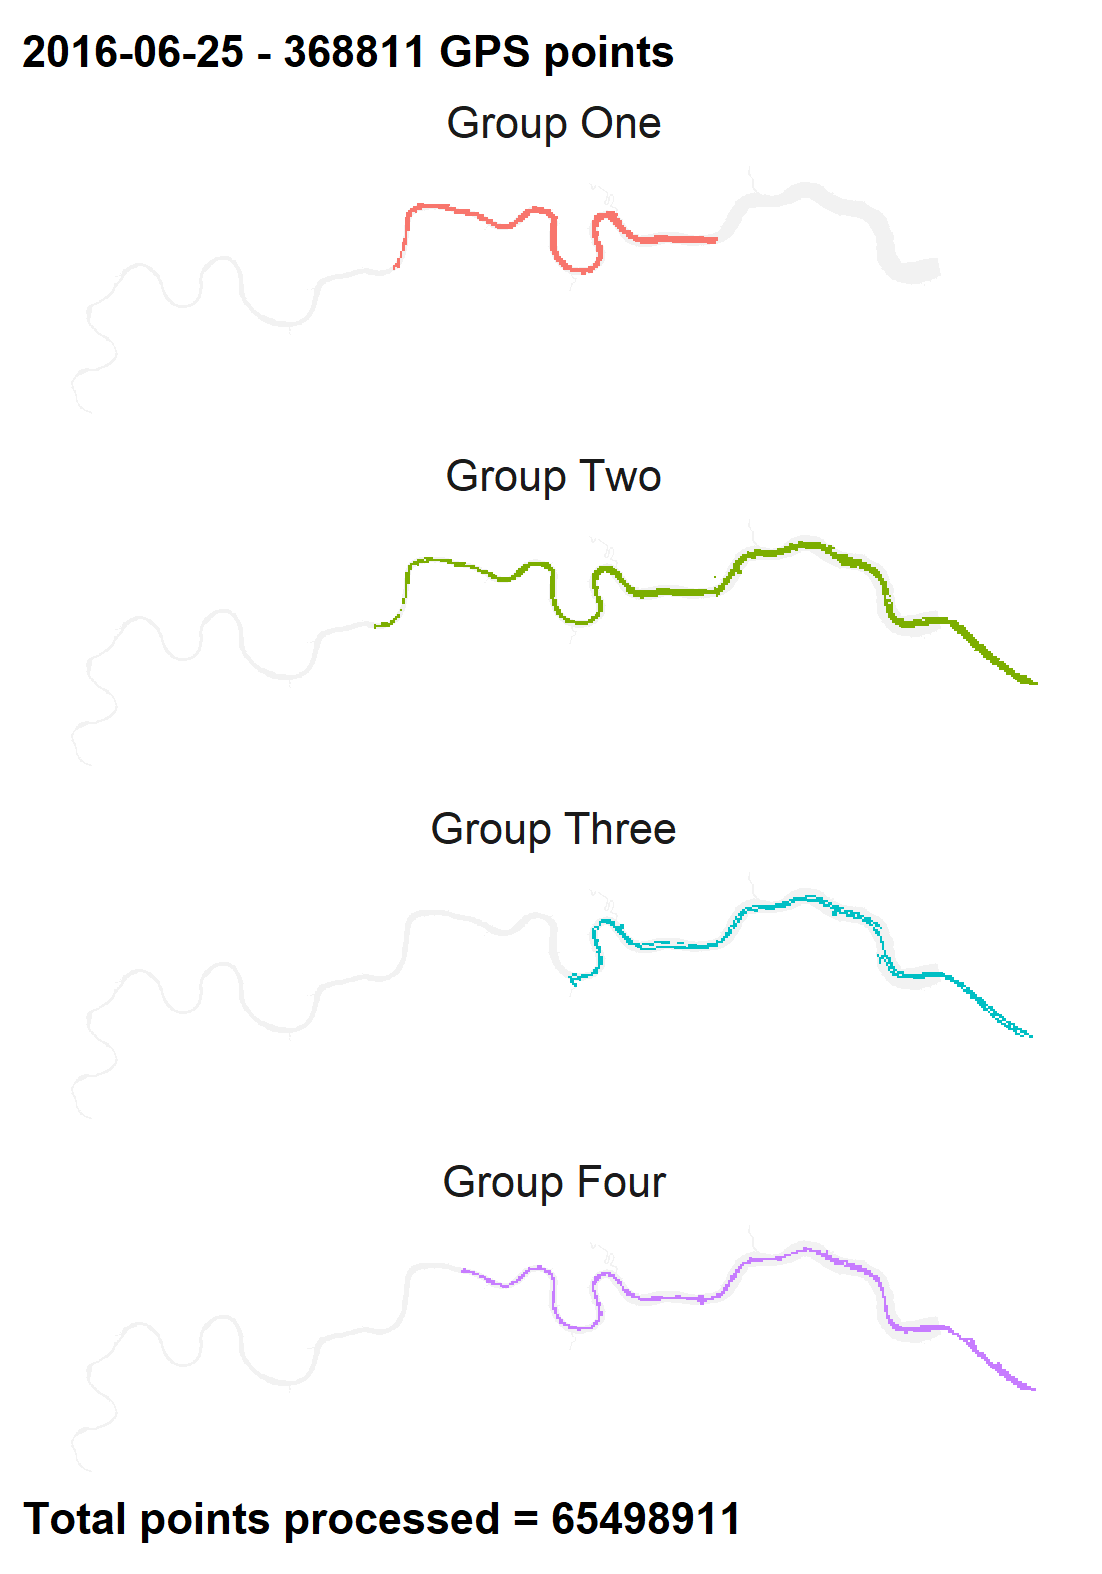 2016-06-25 - 368811 GPS points
Group One
Group Two
Group Three
Group Four
Total points processed = 65498911